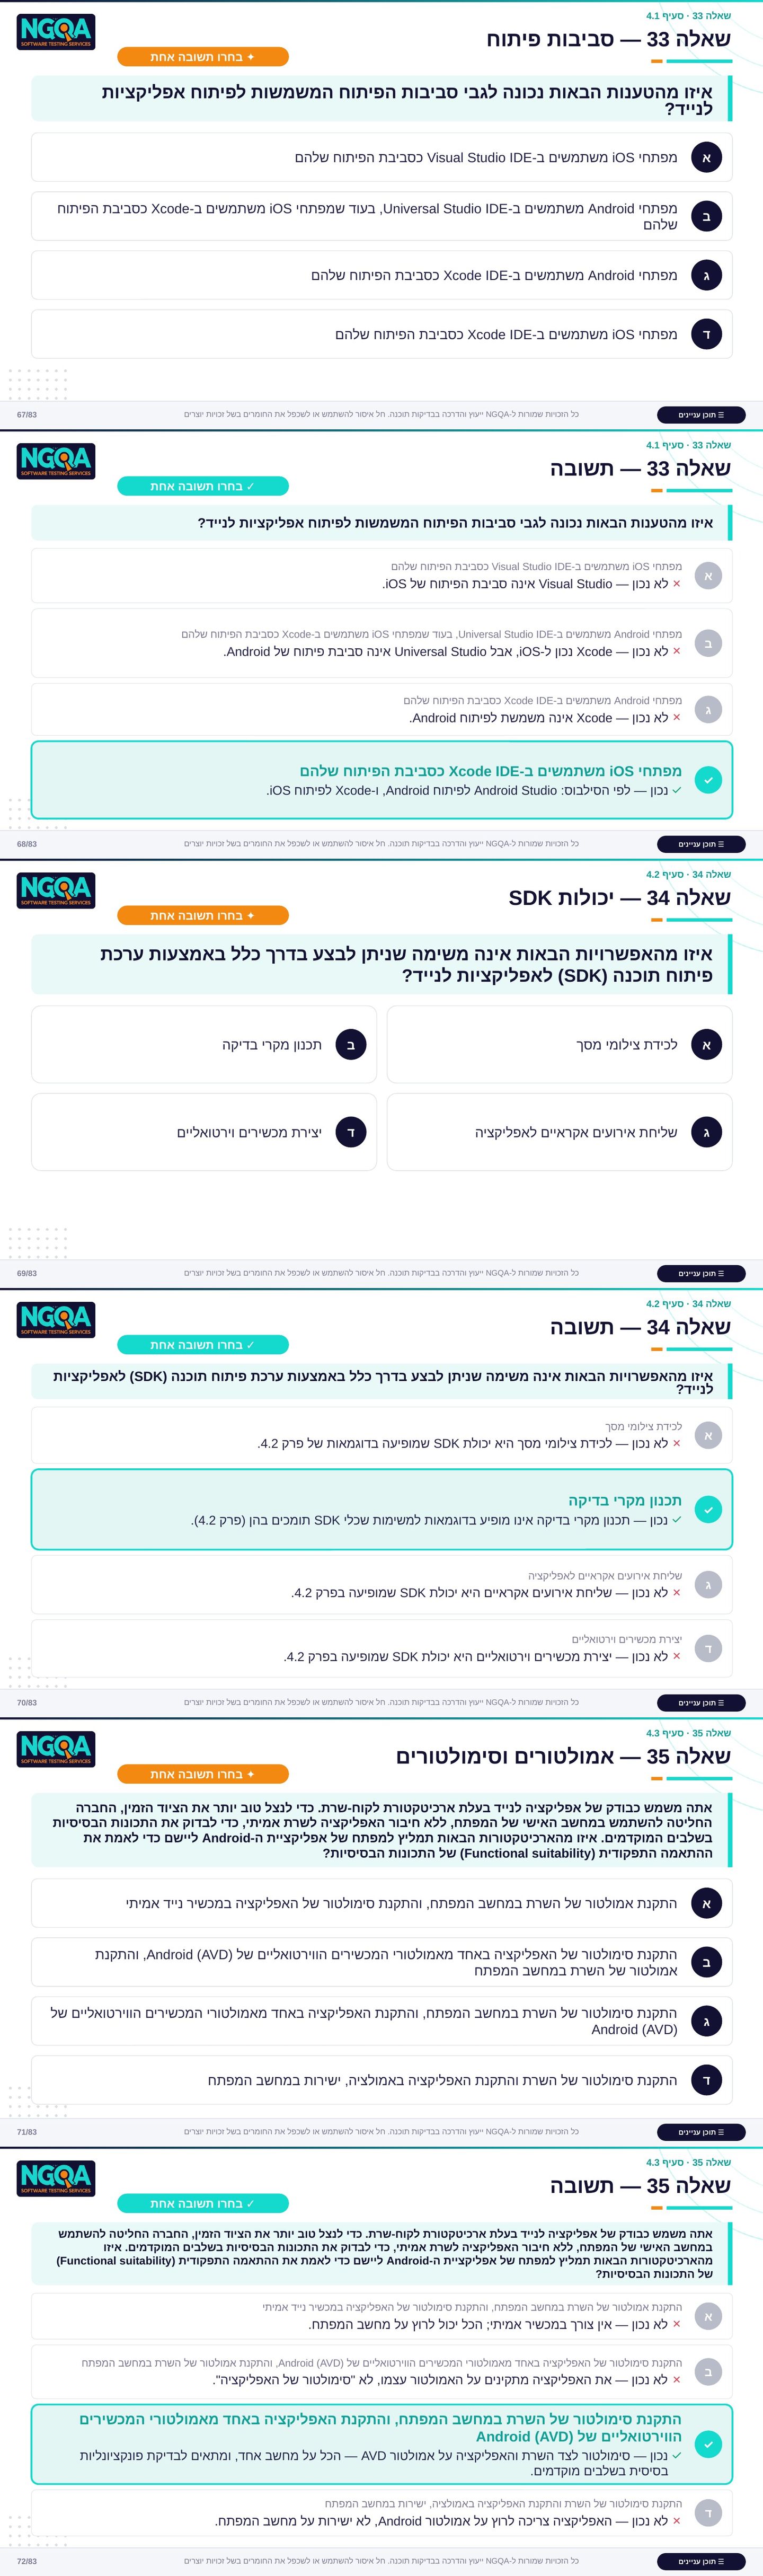 שאלה 33 · סעיף 4.1
NGQA
SOFTWARE TESTING SERVICES
שאלה 33 — סביבות פיתוח
✦ בחרו תשובה אחת
איזו מהטענות הבאות נכונה לגבי סביבות הפיתוח המשמשות לפיתוח אפליקציות
לנייד?
א
מפתחי iOS משתמשים ב-Visual Studio IDE כסביבת הפיתוח שלהם
ב
מפתחי Android משתמשים ב-Universal Studio IDE, בעוד שמפתחי iOS משתמשים ב-Xcode כסביבת הפיתוח
שלהם
ג
מפתחי Android משתמשים ב-Xcode IDE כסביבת הפיתוח שלהם
ד
מפתחי iOS משתמשים ב-Xcode IDE כסביבת הפיתוח שלהם
☰ תוכן עניינים
כל הזכויות שמורות ל-NGQA ייעוץ והדרכה בבדיקות תוכנה. חל איסור להשתמש או לשכפל את החומרים בשל זכויות יוצרים
67/83
שאלה 33 · סעיף 4.1
NGQA
SOFTWARE TESTING SERVICES
שאלה 33 — תשובה
✓ בחרו תשובה אחת
איזו מהטענות הבאות נכונה לגבי סביבות הפיתוח המשמשות לפיתוח אפליקציות לנייד?
א
מפתחי iOS משתמשים ב-Visual Studio IDE כסביבת הפיתוח שלהם
✕ לא נכון — Visual Studio אינה סביבת הפיתוח של iOS.
ב
מפתחי Android משתמשים ב-Universal Studio IDE, בעוד שמפתחי iOS משתמשים ב-Xcode כסביבת הפיתוח שלהם
✕ לא נכון — Xcode נכון ל-iOS, אבל Universal Studio אינה סביבת פיתוח של Android.
ג
מפתחי Android משתמשים ב-Xcode IDE כסביבת הפיתוח שלהם
✕ לא נכון — Xcode אינה משמשת לפיתוח Android.
✓
מפתחי iOS משתמשים ב-Xcode IDE כסביבת הפיתוח שלהם
✓ נכון — לפי הסילבוס: Android Studio לפיתוח Android, ו-Xcode לפיתוח iOS.
☰ תוכן עניינים
כל הזכויות שמורות ל-NGQA ייעוץ והדרכה בבדיקות תוכנה. חל איסור להשתמש או לשכפל את החומרים בשל זכויות יוצרים
68/83
שאלה 34 · סעיף 4.2
NGQA
SOFTWARE TESTING SERVICES
שאלה 34 — יכולות SDK
✦ בחרו תשובה אחת
איזו מהאפשרויות הבאות אינה משימה שניתן לבצע בדרך כלל באמצעות ערכת
פיתוח תוכנה (SDK) לאפליקציות לנייד?
א
לכידת צילומי מסך
ב
תכנון מקרי בדיקה
ג
שליחת אירועים אקראיים לאפליקציה
ד
יצירת מכשירים וירטואליים
☰ תוכן עניינים
כל הזכויות שמורות ל-NGQA ייעוץ והדרכה בבדיקות תוכנה. חל איסור להשתמש או לשכפל את החומרים בשל זכויות יוצרים
69/83
שאלה 34 · סעיף 4.2
NGQA
SOFTWARE TESTING SERVICES
שאלה 34 — תשובה
✓ בחרו תשובה אחת
איזו מהאפשרויות הבאות אינה משימה שניתן לבצע בדרך כלל באמצעות ערכת פיתוח תוכנה (SDK) לאפליקציות
לנייד?
א
לכידת צילומי מסך
✕ לא נכון — לכידת צילומי מסך היא יכולת SDK שמופיעה בדוגמאות של פרק 4.2.
✓
תכנון מקרי בדיקה
✓ נכון — תכנון מקרי בדיקה אינו מופיע בדוגמאות למשימות שכלי SDK תומכים בהן (פרק 4.2).
ג
שליחת אירועים אקראיים לאפליקציה
✕ לא נכון — שליחת אירועים אקראיים היא יכולת SDK שמופיעה בפרק 4.2.
ד
יצירת מכשירים וירטואליים
✕ לא נכון — יצירת מכשירים וירטואליים היא יכולת SDK שמופיעה בפרק 4.2.
☰ תוכן עניינים
כל הזכויות שמורות ל-NGQA ייעוץ והדרכה בבדיקות תוכנה. חל איסור להשתמש או לשכפל את החומרים בשל זכויות יוצרים
70/83
שאלה 35 · סעיף 4.3
NGQA
SOFTWARE TESTING SERVICES
שאלה 35 — אמולטורים וסימולטורים
✦ בחרו תשובה אחת
אתה משמש כבודק של אפליקציה לנייד בעלת ארכיטקטורת לקוח-שרת. כדי לנצל טוב יותר את הציוד הזמין, החברה
החליטה להשתמש במחשב האישי של המפתח, ללא חיבור האפליקציה לשרת אמיתי, כדי לבדוק את התכונות הבסיסיות
בשלבים המוקדמים. איזו מהארכיטקטורות הבאות תמליץ למפתח של אפליקציית ה-Android ליישם כדי לאמת את
ההתאמה התפקודית (Functional suitability) של התכונות הבסיסיות?
א
התקנת אמולטור של השרת במחשב המפתח, והתקנת סימולטור של האפליקציה במכשיר נייד אמיתי
ב
התקנת סימולטור של האפליקציה באחד מאמולטורי המכשירים הווירטואליים של Android (AVD), והתקנת
אמולטור של השרת במחשב המפתח
ג
התקנת סימולטור של השרת במחשב המפתח, והתקנת האפליקציה באחד מאמולטורי המכשירים הווירטואליים של
Android (AVD)
ד
התקנת סימולטור של השרת והתקנת האפליקציה באמולציה, ישירות במחשב המפתח
☰ תוכן עניינים
כל הזכויות שמורות ל-NGQA ייעוץ והדרכה בבדיקות תוכנה. חל איסור להשתמש או לשכפל את החומרים בשל זכויות יוצרים
71/83
שאלה 35 · סעיף 4.3
NGQA
SOFTWARE TESTING SERVICES
שאלה 35 — תשובה
✓ בחרו תשובה אחת
אתה משמש כבודק של אפליקציה לנייד בעלת ארכיטקטורת לקוח-שרת. כדי לנצל טוב יותר את הציוד הזמין, החברה החליטה להשתמש
במחשב האישי של המפתח, ללא חיבור האפליקציה לשרת אמיתי, כדי לבדוק את התכונות הבסיסיות בשלבים המוקדמים. איזו
מהארכיטקטורות הבאות תמליץ למפתח של אפליקציית ה-Android ליישם כדי לאמת את ההתאמה התפקודית (Functional suitability)
של התכונות הבסיסיות?
א
התקנת אמולטור של השרת במחשב המפתח, והתקנת סימולטור של האפליקציה במכשיר נייד אמיתי
✕ לא נכון — אין צורך במכשיר אמיתי; הכל יכול לרוץ על מחשב המפתח.
ב
התקנת סימולטור של האפליקציה באחד מאמולטורי המכשירים הווירטואליים של Android (AVD), והתקנת אמולטור של השרת במחשב המפתח
✕ לא נכון — את האפליקציה מתקינים על האמולטור עצמו, לא "סימולטור של האפליקציה".
✓
התקנת סימולטור של השרת במחשב המפתח, והתקנת האפליקציה באחד מאמולטורי המכשירים
הווירטואליים של Android (AVD)
✓ נכון — סימולטור לצד השרת והאפליקציה על אמולטור AVD — הכל על מחשב אחד, ומתאים לבדיקת פונקציונליות
בסיסית בשלבים מוקדמים.
ד
התקנת סימולטור של השרת והתקנת האפליקציה באמולציה, ישירות במחשב המפתח
✕ לא נכון — האפליקציה צריכה לרוץ על אמולטור Android, לא ישירות על מחשב המפתח.
☰ תוכן עניינים
כל הזכויות שמורות ל-NGQA ייעוץ והדרכה בבדיקות תוכנה. חל איסור להשתמש או לשכפל את החומרים בשל זכויות יוצרים
72/83